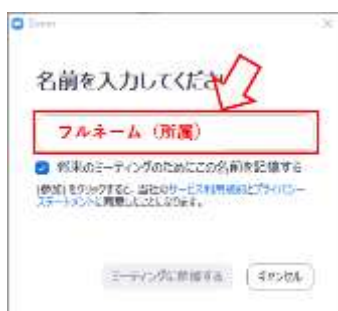 Zoom
名前を入力してくださ
フルネーム（所属）
将来のミーティングのためにこの名前を記憶する
[参加]をクリックすると、当社のサービス利用規約とプライバシー
ステートメントに同意したことになります。
ミーティングに参加する
キャンセル